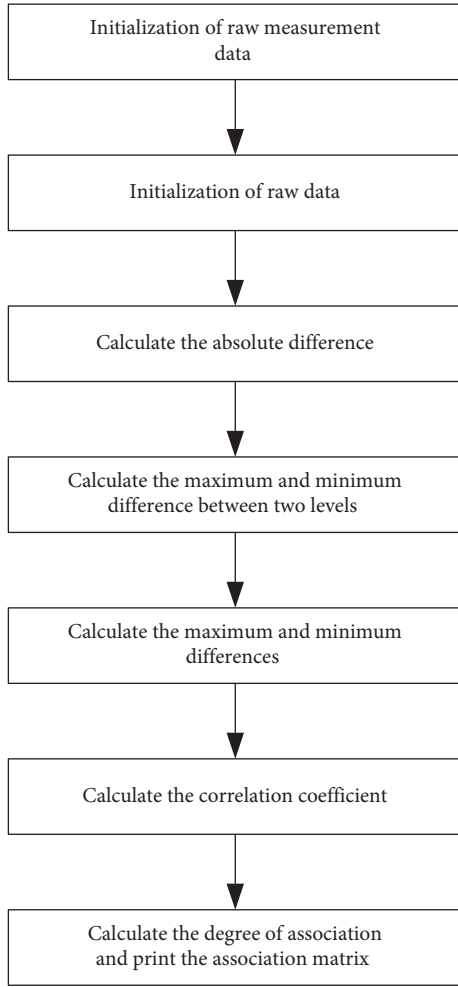 Initialization of raw measurement
data
Initialization of raw data
Calculate the absolute difference
Calculate the maximum and minimum
difference between two levels
Calculate the maximum and minimum
differences
Calculate the correlation coefficient
Calculate the degree of association
and print the association matrix